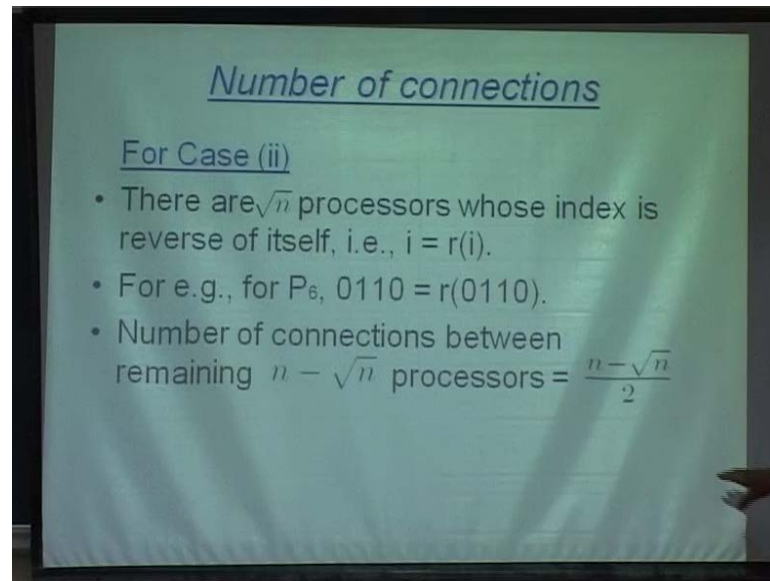 Number of connections
For Case (ii)
• There are √n processors whose index is
reverse of itself, i.e., i = r(i).
• For e.g., for P₆, 0110 = r(0110).
• Number of connections between
remaining n − √n processors = (n − √n)/2